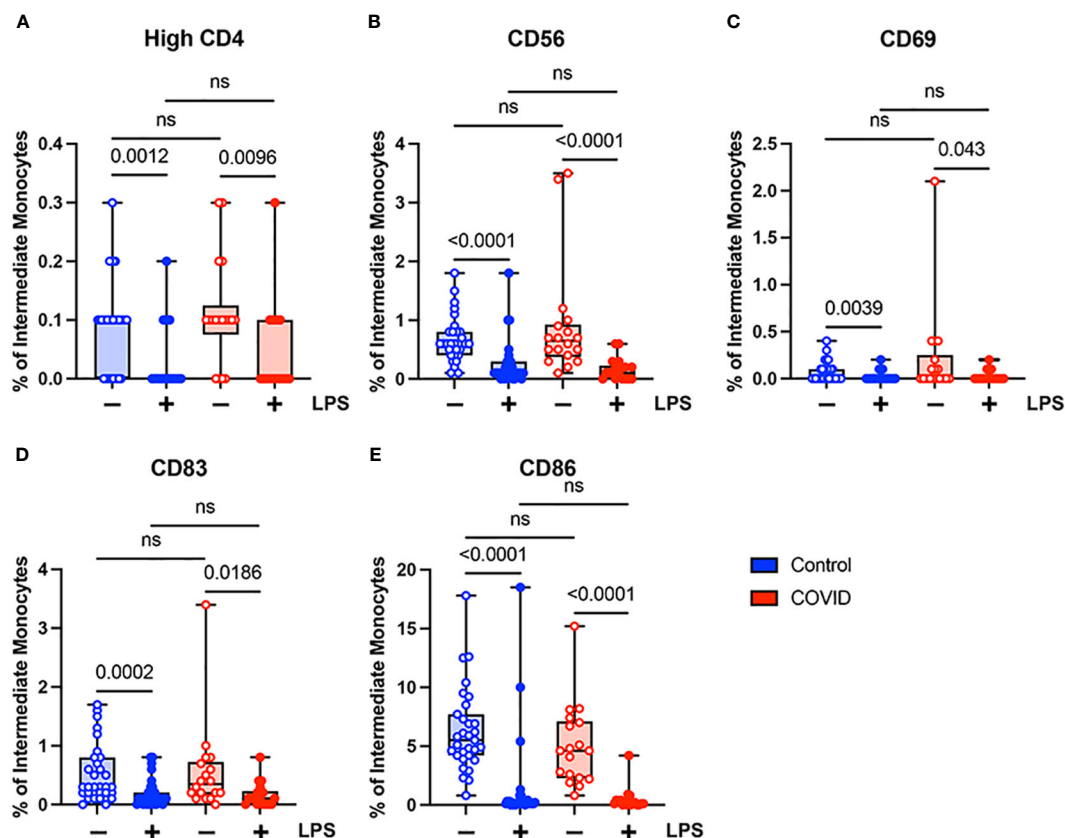 A
High CD4
ns
ns
0.0012
0.0096
% of Intermediate Monocytes
0.4
0.3
0.2
0.1
0.0
− + − + LPS
B
CD56
ns
ns
<0.0001
<0.0001
% of Intermediate Monocytes
4
3
2
1
0
− + − +
C
CD69
ns
ns
0.043
0.0039
% of Intermediate Monocytes
2.5
2.0
1.5
1.0
0.5
0.0
− + − + LPS
D
CD83
ns
ns
0.0186
0.0002
% of Intermediate Monocytes
4
3
2
1
0
− + − + LPS
E
CD86
ns
ns
<0.0001
<0.0001
% of Intermediate Monocytes
20
15
10
5
0
− + − + LPS
Control
COVID